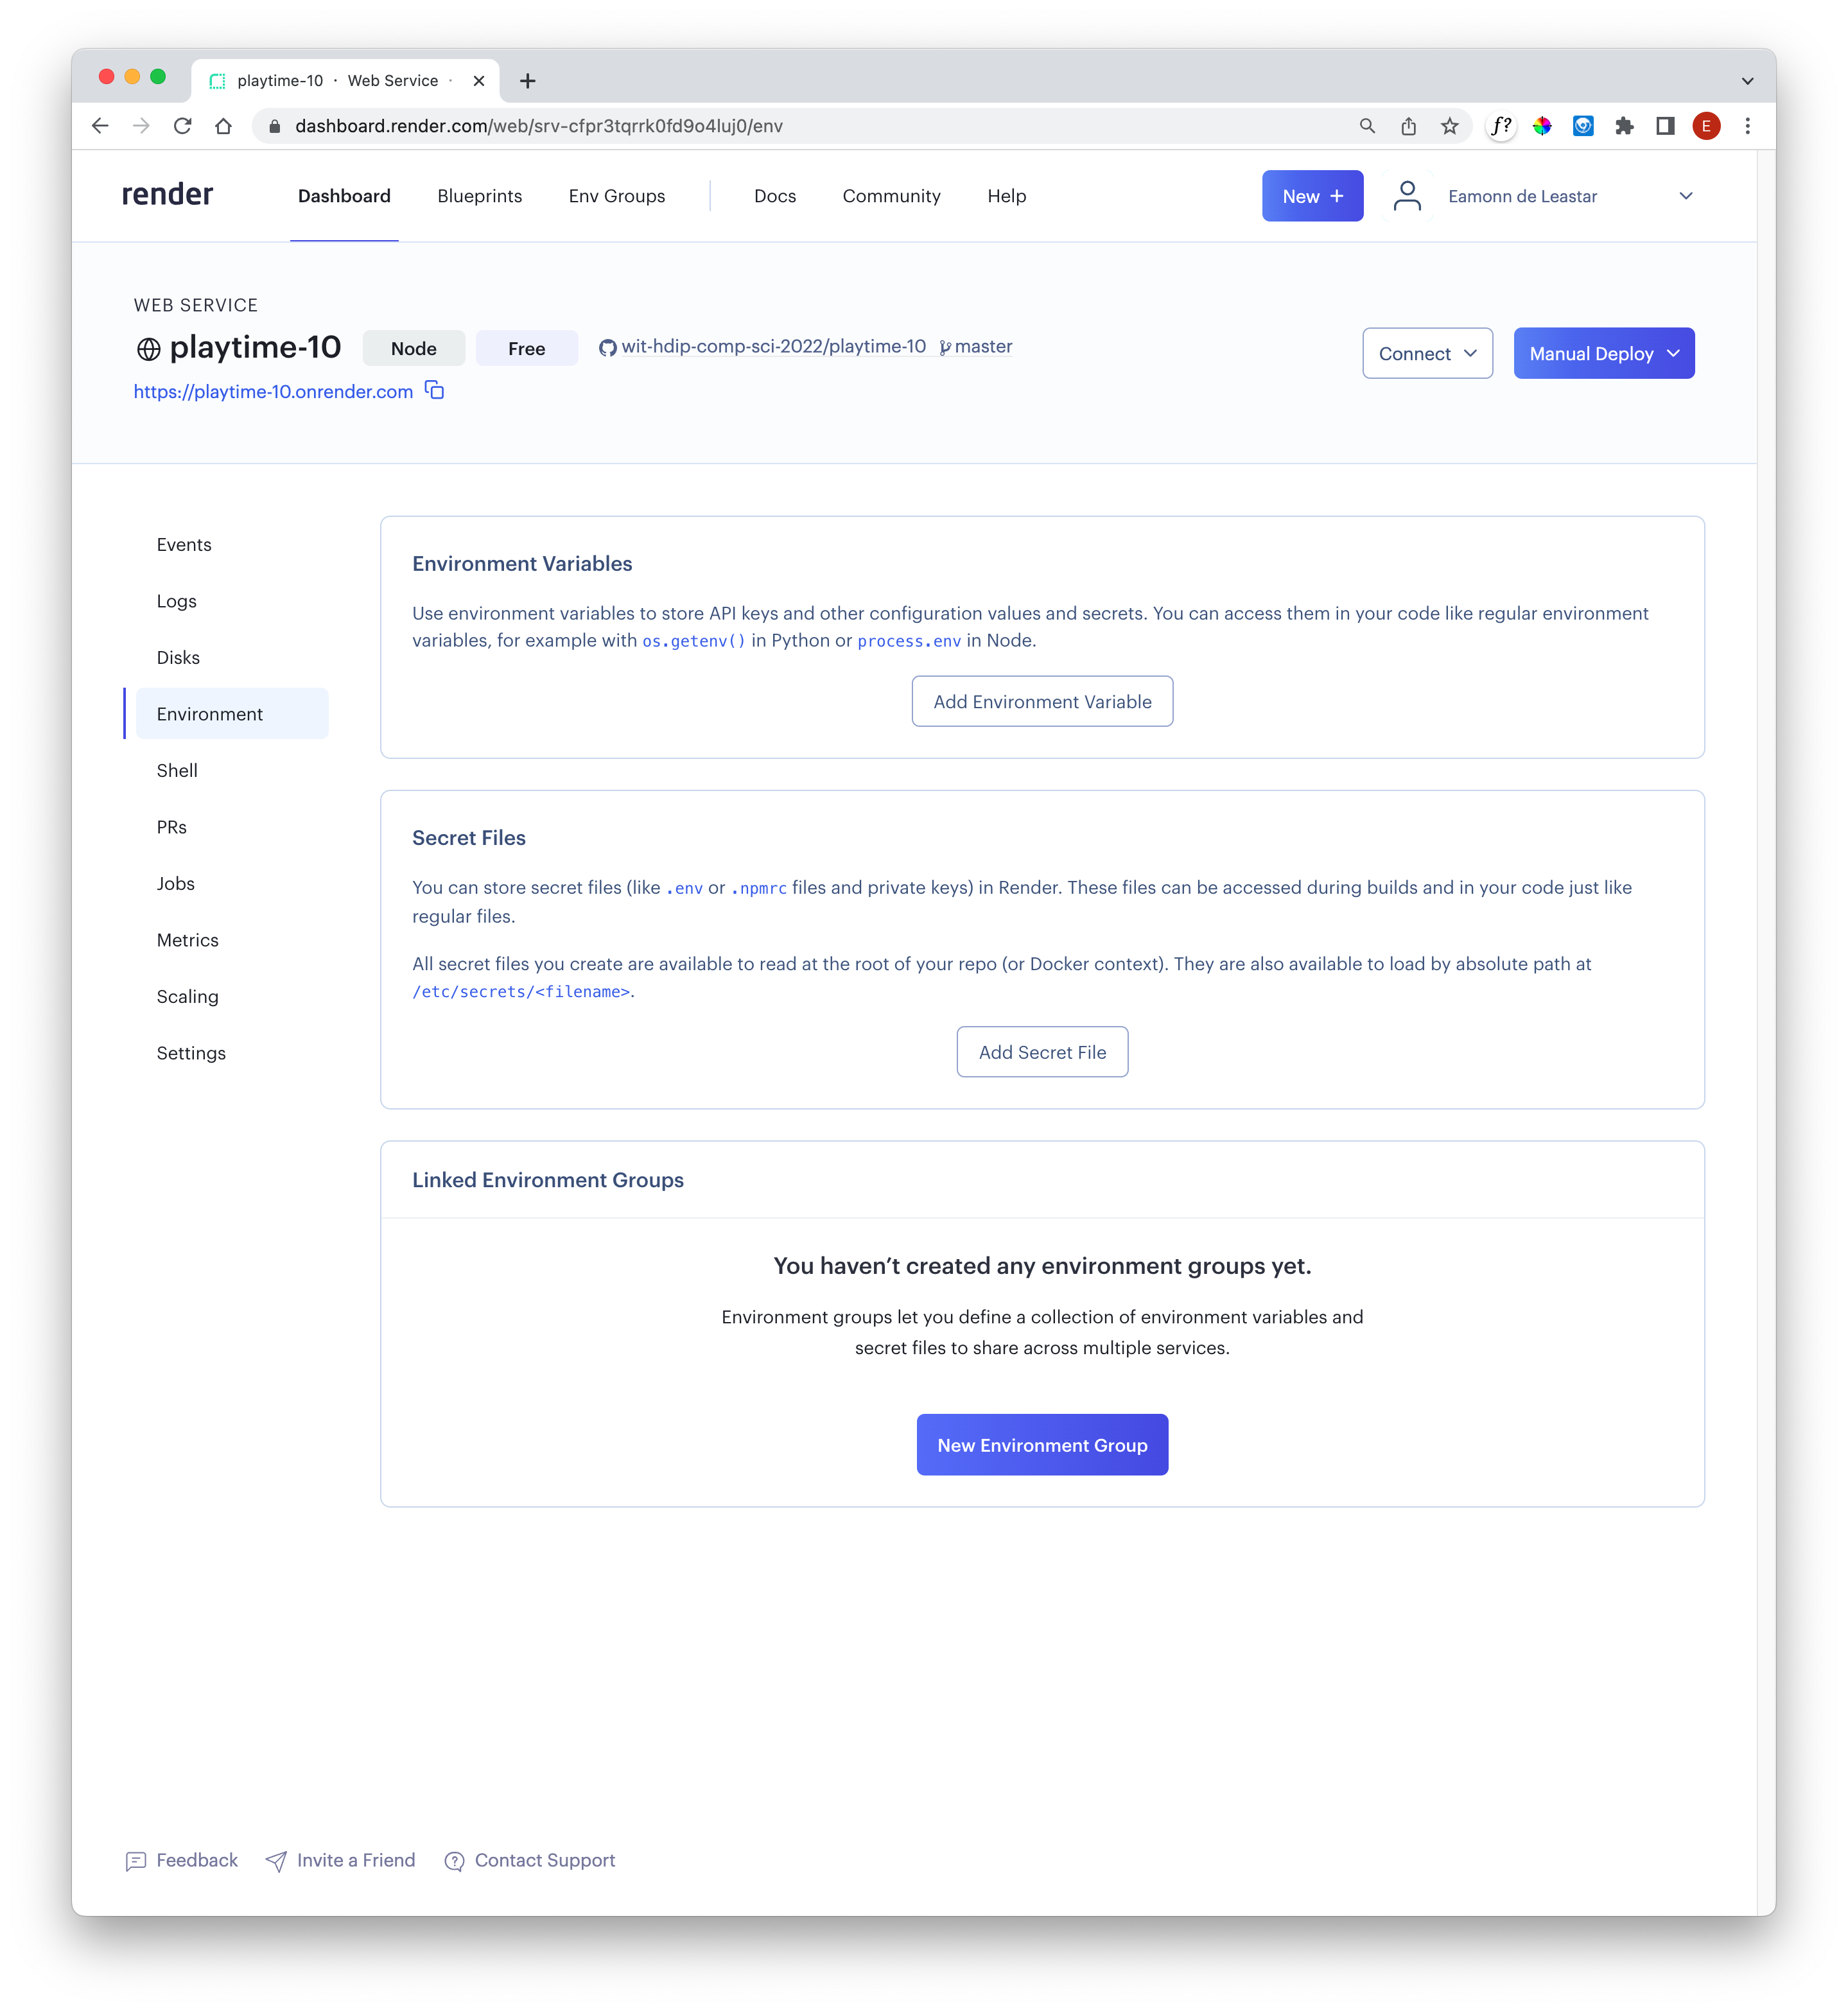 playtime-10 · Web Service ·
dashboard.render.com/web/srv-cfpr3tqrrk0fd9o4luj0/env
f?
E
render
Dashboard
Blueprints
Env Groups
Docs
Community
Help
New +
Eamonn de Leastar
WEB SERVICE
playtime-10
Node
Free
wit-hdip-comp-sci-2022/playtime-10
master
Connect
Manual Deploy
https://playtime-10.onrender.com
Events
Logs
Disks
Environment
Shell
PRs
Jobs
Metrics
Scaling
Settings
Environment Variables
Use environment variables to store API keys and other configuration values and secrets. You can access them in your code like regular environment
variables, for example with os.getenv() in Python or process.env in Node.
Add Environment Variable
Secret Files
You can store secret files (like .env or .npmrc files and private keys) in Render. These files can be accessed during builds and in your code just like
regular files.
All secret files you create are available to read at the root of your repo (or Docker context). They are also available to load by absolute path at
/etc/secrets/<filename>.
Add Secret File
Linked Environment Groups
You haven’t created any environment groups yet.
Environment groups let you define a collection of environment variables and
secret files to share across multiple services.
New Environment Group
Feedback
Invite a Friend
Contact Support